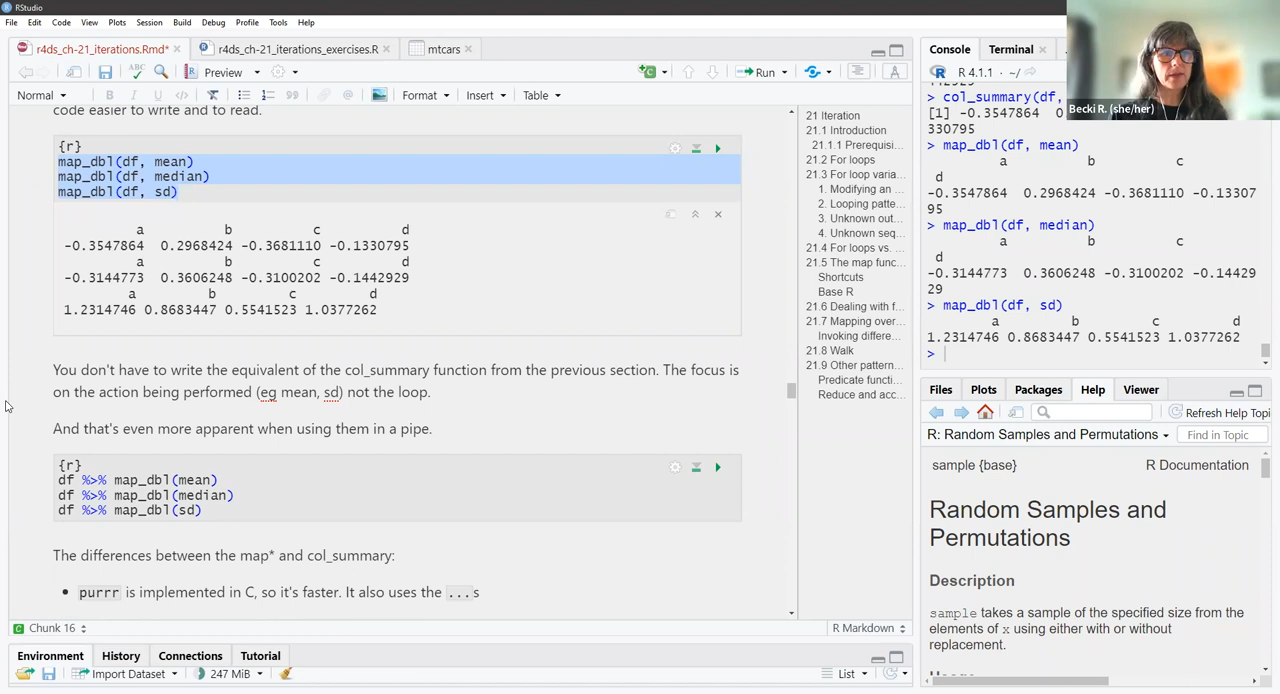 RStudio
File Edit Code View Plots Session Build Debug Profile Tools Help
r4ds_ch-21_iterations.Rmd* × r4ds_ch-21_iterations_exercises.R × mtcars ×
ABC Preview Run
Normal B I U </> Format Insert Table
code easier to write and to read.
{r}
map_dbl(df, mean)
map_dbl(df, median)
map_dbl(df, sd)
a b c d
-0.3547864 0.2968424 -0.3681110 -0.1330795
a b c d
-0.3144773 0.3606248 -0.3100202 -0.1442929
a b c d
1.2314746 0.8683447 0.5541523 1.0377262
You don't have to write the equivalent of the col_summary function from the previous section. The focus is
on the action being performed (eg mean, sd) not the loop.
And that's even more apparent when using them in a pipe.
{r}
df %>% map_dbl(mean)
df %>% map_dbl(median)
df %>% map_dbl(sd)
The differences between the map* and col_summary:
• purrr is implemented in C, so it's faster. It also uses the ...s
Chunk 16 R Markdown
21 Iteration
21.1 Introduction
21.1.1 Prerequisi...
21.2 For loops
21.3 For loop varia...
1. Modifying an ...
2. Looping patte...
3. Unknown out...
4. Unknown seq...
21.4 For loops vs. ...
21.5 The map func...
Shortcuts
Base R
21.6 Dealing with f...
21.7 Mapping over...
Invoking differe...
21.8 Walk
21.9 Other pattern...
Predicate functi...
Reduce and acc...
Environment History Connections Tutorial
Import Dataset 247 MiB List
Console Terminal ×
R 4.1.1 · ~/
> col_summary(df,
[1] -0.3547864 0
330795
> map_dbl(df, mean)
a b c
d
-0.3547864 0.2968424 -0.3681110 -0.13307
95
> map_dbl(df, median)
a b c
d
-0.3144773 0.3606248 -0.3100202 -0.14429
29
> map_dbl(df, sd)
a b c d
1.2314746 0.8683447 0.5541523 1.0377262
>
Becki R. (she/her)
Files Plots Packages Help Viewer
Refresh Help Topi
R: Random Samples and Permutations Find in Topic
sample {base} R Documentation
Random Samples and
Permutations
Description
sample takes a sample of the specified size from the
elements of x using either with or without
replacement.